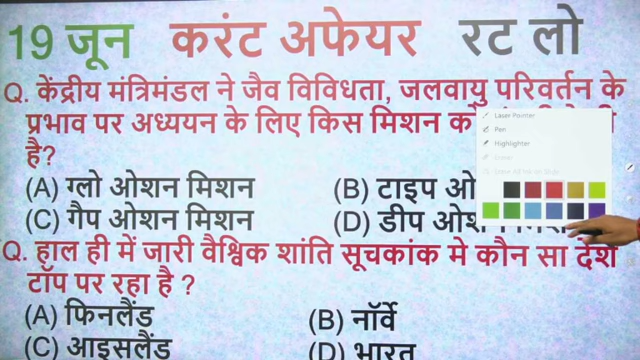 19 जून करंट अफेयर रट लो
Q. केंद्रीय मंत्रिमंडल ने जैव विविधता, जलवायु परिवर्तन के
प्रभाव पर अध्ययन के लिए किस मिशन को
है?
(A) ग्लो ओशन मिशन (B) टाइप
(C) गैप ओशन मिशन (D) डीप
Q. हाल ही में जारी वैश्विक शांति सूचकांक मे कौन सा देश
टॉप पर रहा है ?
(A) फिनलैंड (B) नॉर्वे
(C) आइसलैंड (D) भारत
Laser Pointer
Pen
Highlighter